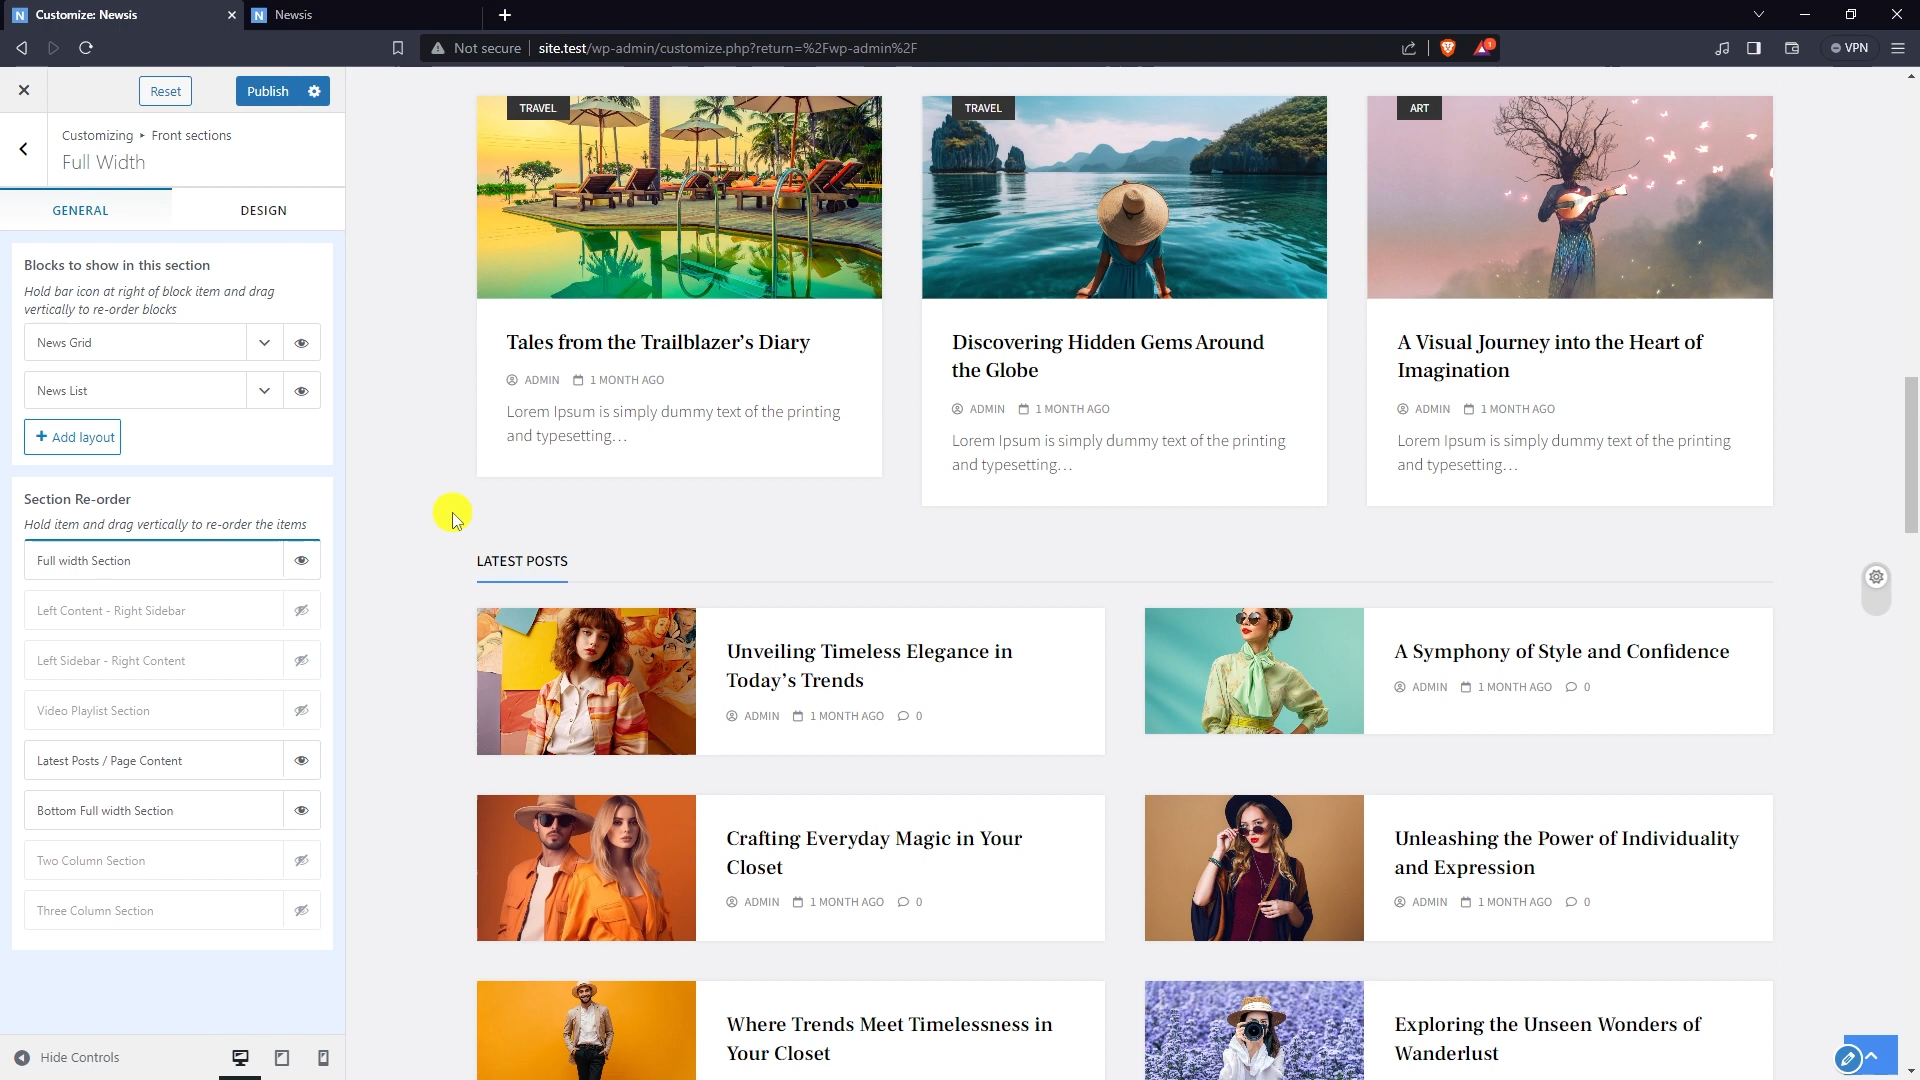 Customize: Newsis
Newsis
Not secure
site.test/wp-admin/customize.php?return=%2Fwp-admin%2F
1
VPN
Reset
Publish
Customizing ▸ Front sections
Full Width
GENERAL
DESIGN
Blocks to show in this section
Hold bar icon at right of block item and drag
vertically to re-order blocks
News Grid
News List
+ Add layout
Section Re-order
Hold item and drag vertically to re-order the items
Full width Section
Left Content - Right Sidebar
Left Sidebar - Right Content
Video Playlist Section
Latest Posts / Page Content
Bottom Full width Section
Two Column Section
Three Column Section
Hide Controls
TRAVEL
Tales from the Trailblazer’s Diary
ADMIN 1 MONTH AGO
Lorem Ipsum is simply dummy text of the printing
and typesetting…
TRAVEL
Discovering Hidden Gems Around
the Globe
ADMIN 1 MONTH AGO
Lorem Ipsum is simply dummy text of the printing
and typesetting…
ART
A Visual Journey into the Heart of
Imagination
ADMIN 1 MONTH AGO
Lorem Ipsum is simply dummy text of the printing
and typesetting…
LATEST POSTS
Unveiling Timeless Elegance in
Today’s Trends
ADMIN 1 MONTH AGO 0
A Symphony of Style and Confidence
ADMIN 1 MONTH AGO 0
Crafting Everyday Magic in Your
Closet
ADMIN 1 MONTH AGO 0
Unleashing the Power of Individuality
and Expression
ADMIN 1 MONTH AGO 0
Where Trends Meet Timelessness in
Your Closet
Exploring the Unseen Wonders of
Wanderlust